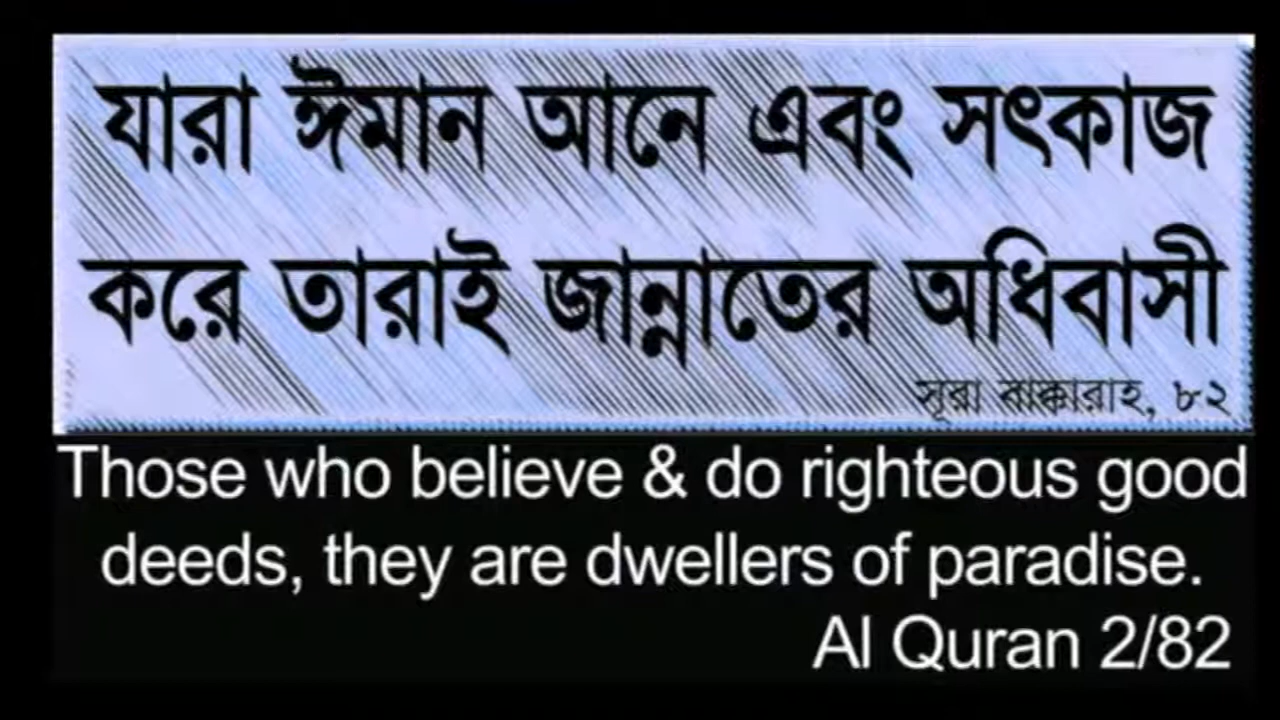 যারা ঈমান আনে এবং সৎকাজ
করে তারাই জান্নাতের অধিবাসী
সূরা বাক্বারাহ, ৮২
Those who believe & do righteous good
deeds, they are dwellers of paradise.
Al Quran 2/82